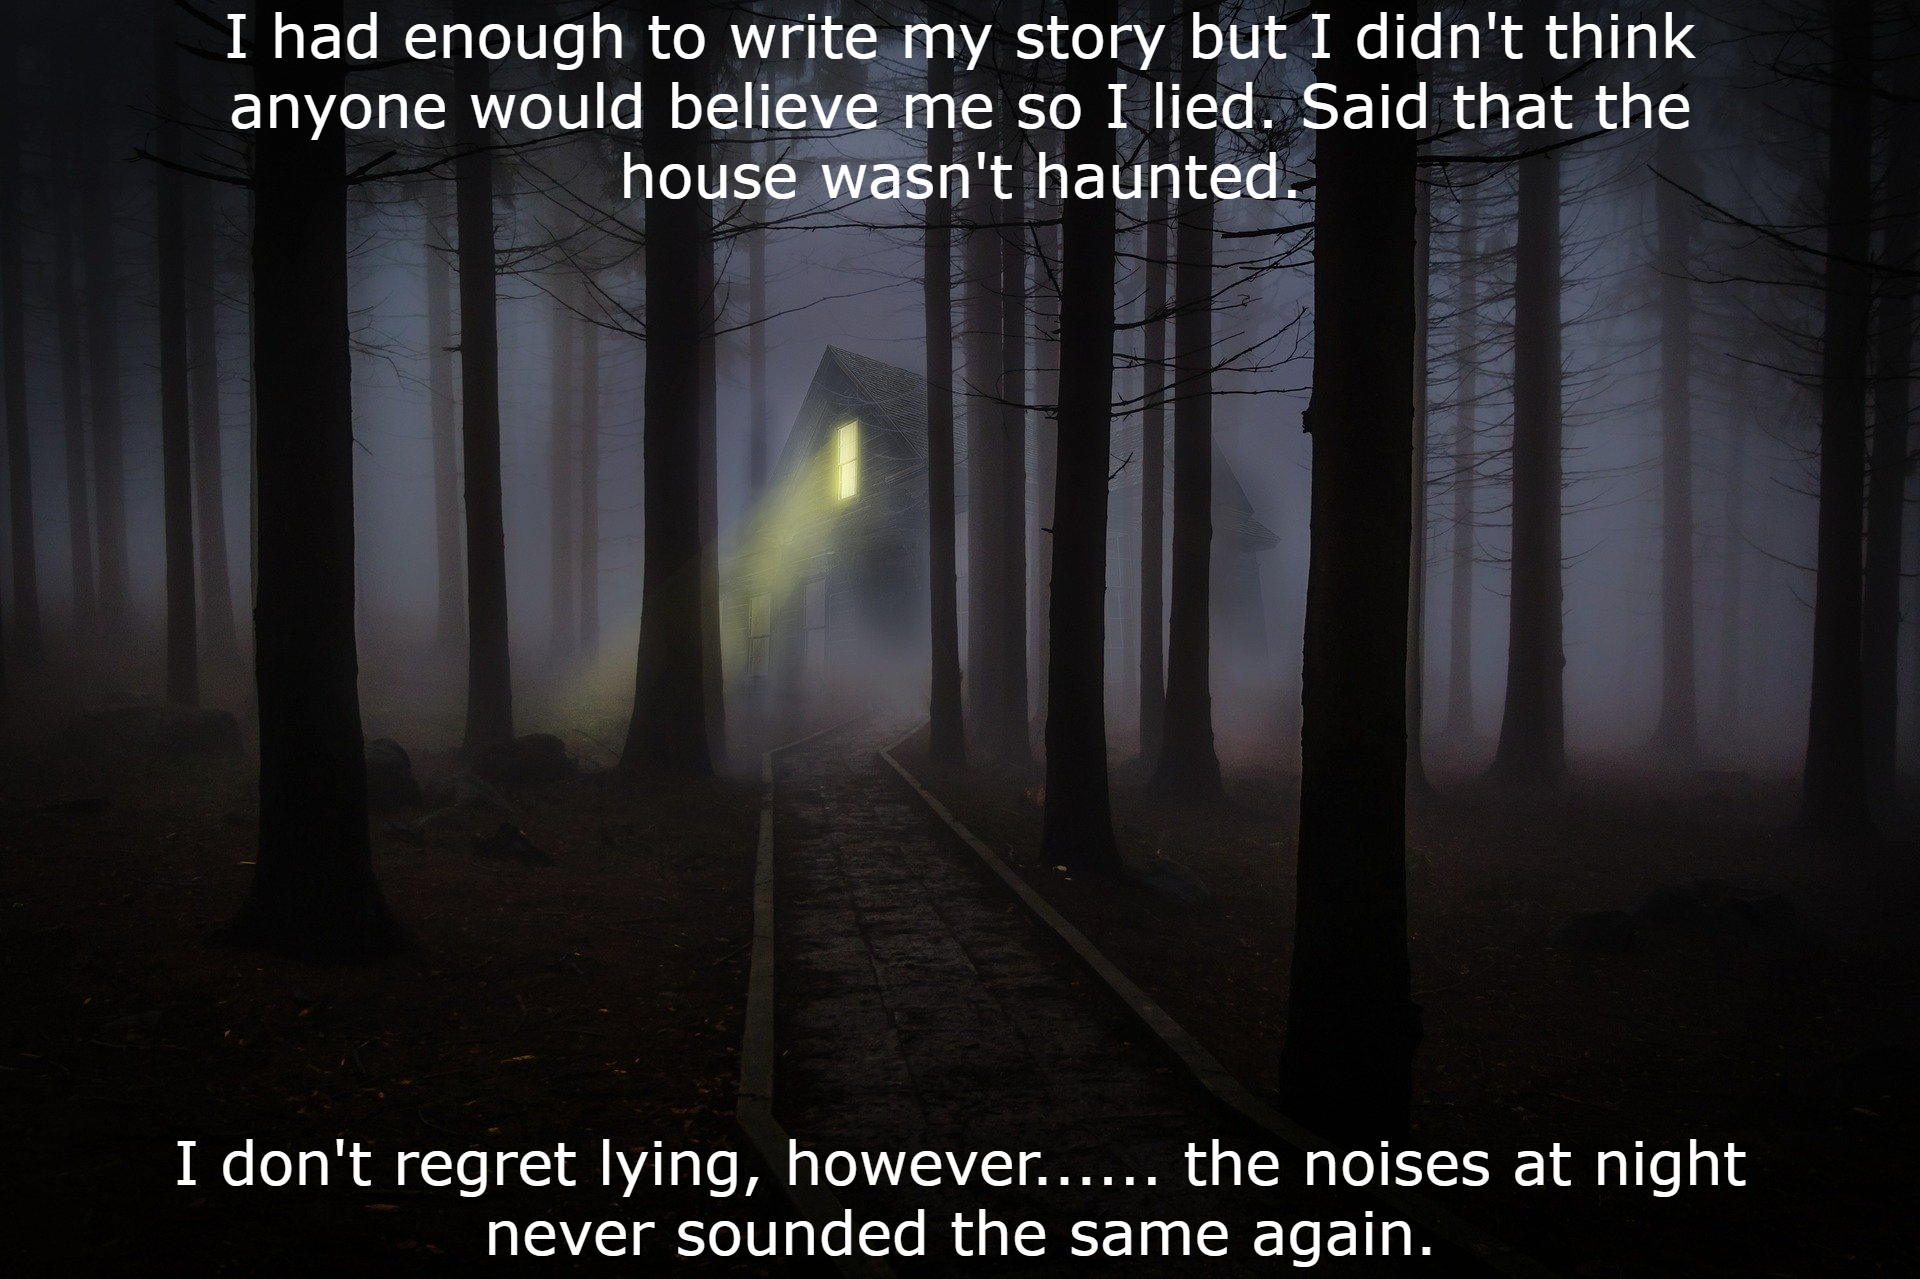 I had enough to write my story but I didn't think
anyone would believe me so I lied. Said that the
house wasn't haunted.
I don't regret lying, however...... the noises at night
never sounded the same again.